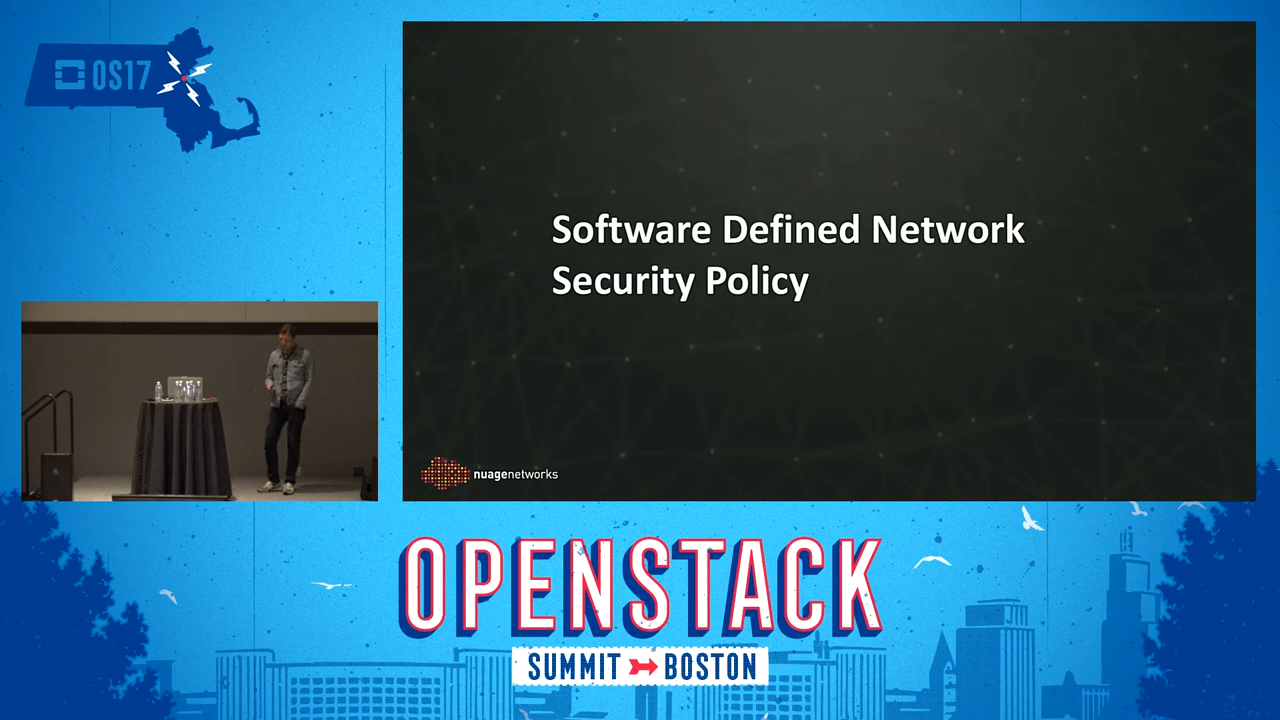 OS17
Software Defined Network
Security Policy
nuagenetworks
OPENSTACK
SUMMIT BOSTON